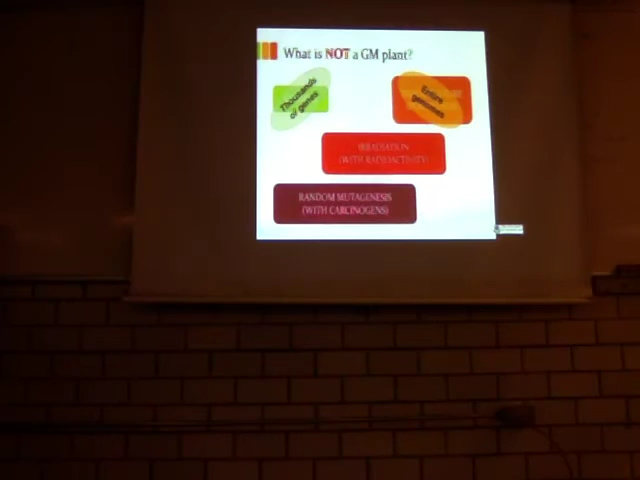 What is NOT a GM plant?
Thousands
of genes
Entire
genomes
IRRADIATION
(WITH RADIOACTIVITY)
RANDOM MUTAGENESIS
(WITH CARCINOGENS)